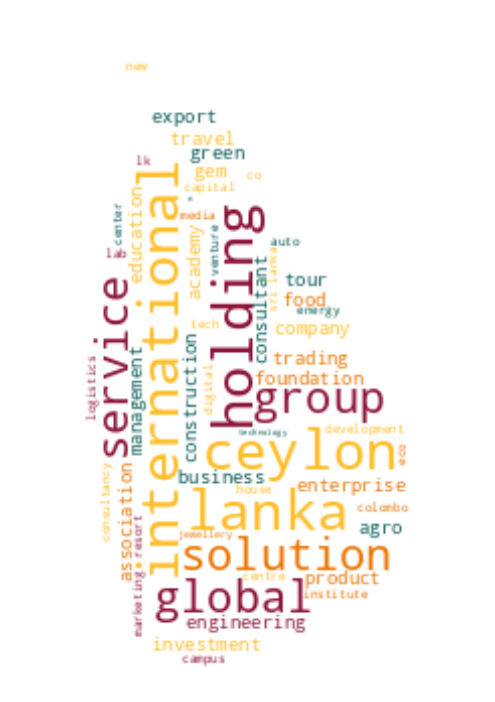 new
export
travel
green
lk
gem
co
capital
media
center
education
international
academy
venture
holding
auto
lab
consultant
sri lanka
tour
food
energy
service
tech
company
management
construction
trading
logistics
digital
foundation
group
technology
development
ceylon
eco
business
consultancy
association
house
enterprise
lanka
colombo
agro
resort
jewellery
solution
marketing
centre
product
global
institute
engineering
investment
campus